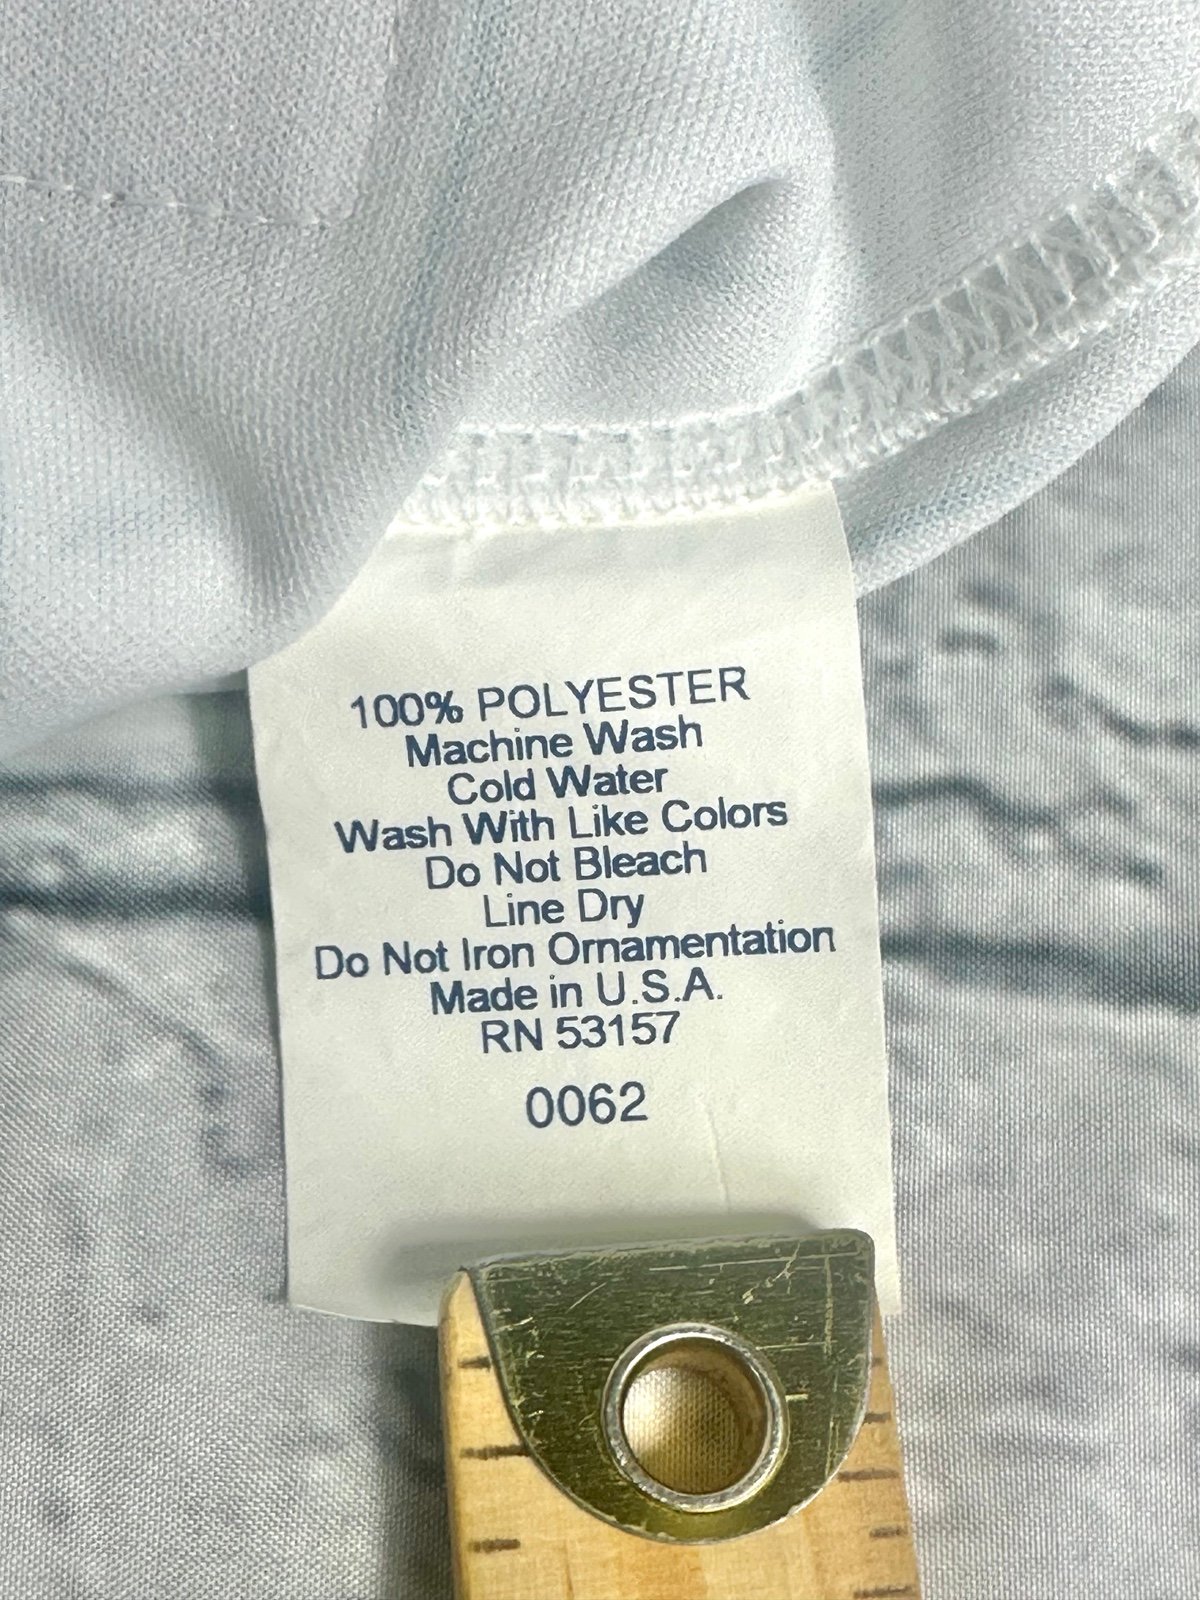 100% POLYESTER
Machine Wash
Cold Water
Wash With Like Colors
Do Not Bleach
Line Dry
Do Not Iron Ornamentation
Made in U.S.A.
RN 53157
0062